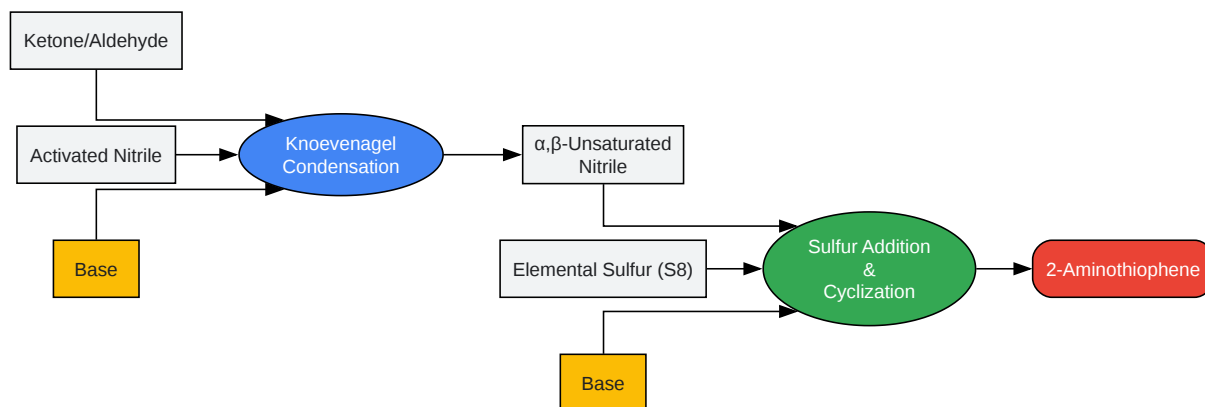 Ketone/Aldehyde
Activated Nitrile
Base
Knoevenagel
Condensation
α,β-Unsaturated
Nitrile
Elemental Sulfur (S8)
Base
Sulfur Addition
&
Cyclization
2-Aminothiophene